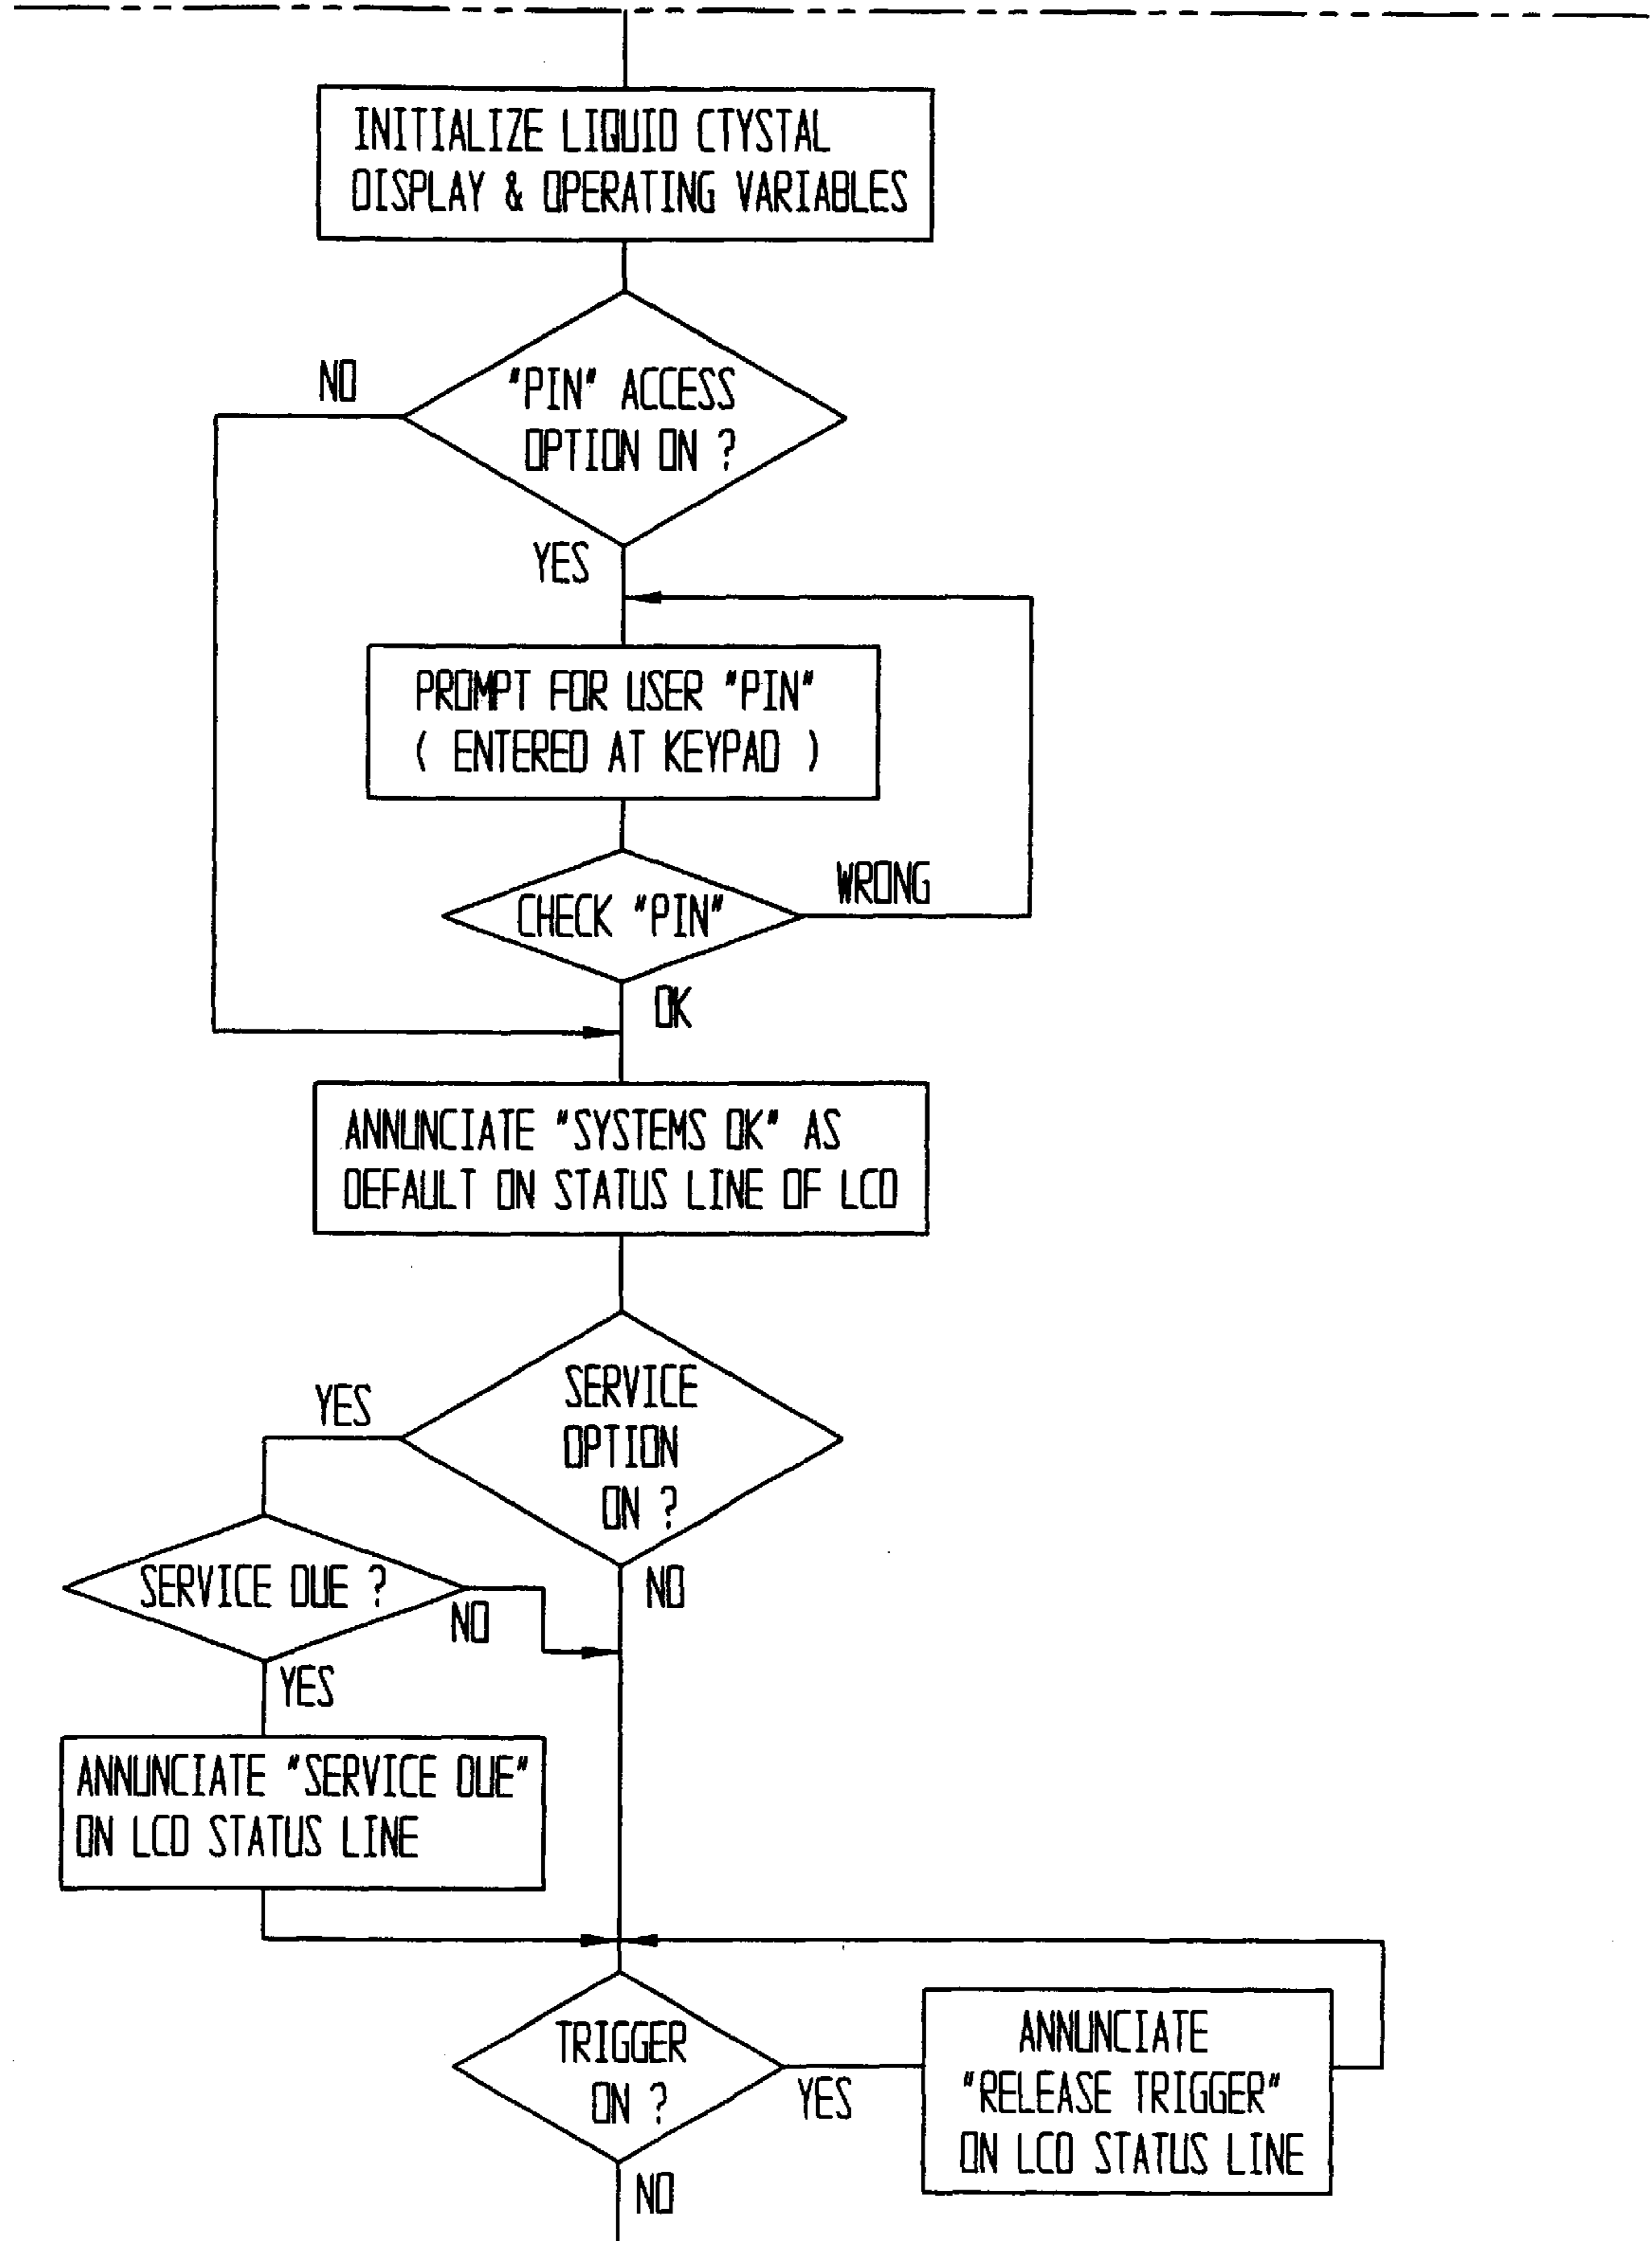 INITIALIZE LIQUID CTYSTAL
DISPLAY & OPERATING VARIABLES
NO
"PIN" ACCESS
OPTION ON ?
YES
PROMPT FOR USER "PIN"
( ENTERED AT KEYPAD )
WRONG
CHECK "PIN"
OK
ANNUNCIATE "SYSTEMS OK" AS
DEFAULT ON STATUS LINE OF LCD
YES
SERVICE
OPTION
ON ?
NO
SERVICE DUE ?
NO
YES
ANNUNCIATE "SERVICE DUE"
ON LCD STATUS LINE
TRIGGER
ON ?
YES
ANNUNCIATE
"RELEASE TRIGGER"
ON LCD STATUS LINE
NO